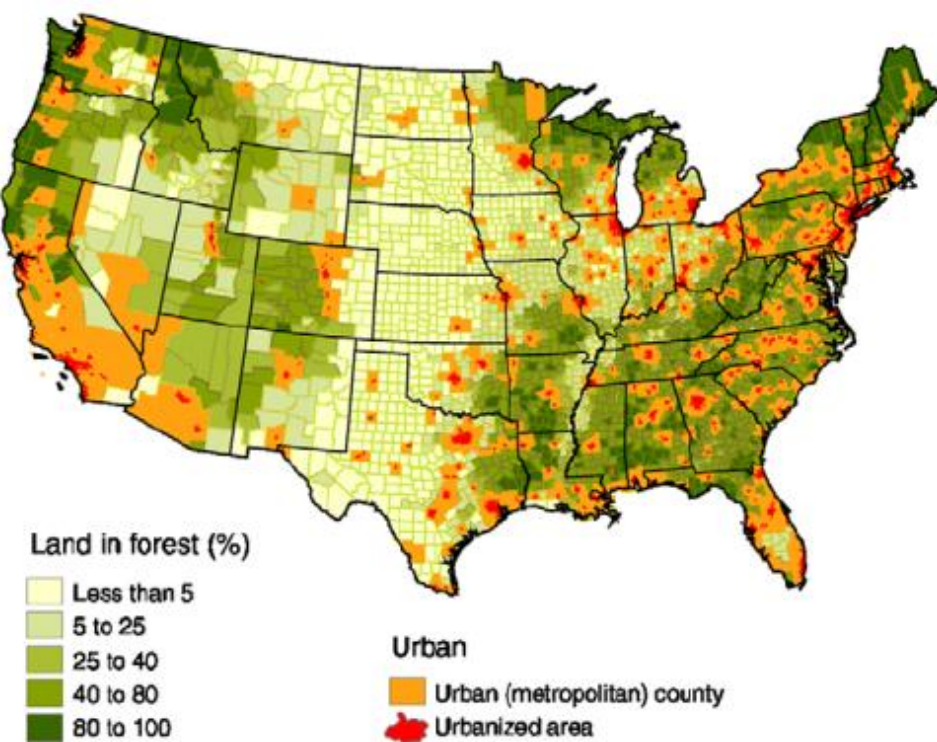 Land in forest (%)
Less than 5
5 to 25
25 to 40
40 to 80
80 to 100
Urban
Urban (metropolitan) county
Urbanized area